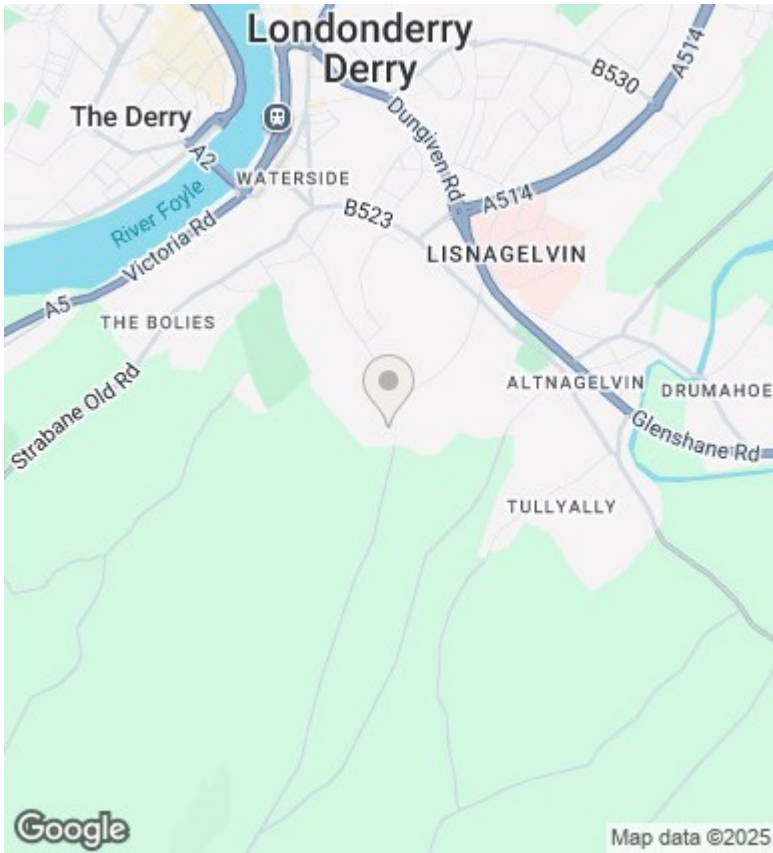 Londonderry
Derry
The Derry
A2
WATERSIDE
River Foyle
Victoria Rd
A5
THE BOLIES
Strabane Old Rd
B523
Dungiven Rd
B530
A514
A514
LISNAGELVIN
ALTNAGELVIN
DRUMAHOE
Glenshane Rd
TULLYALLY
Google
Map data ©2025